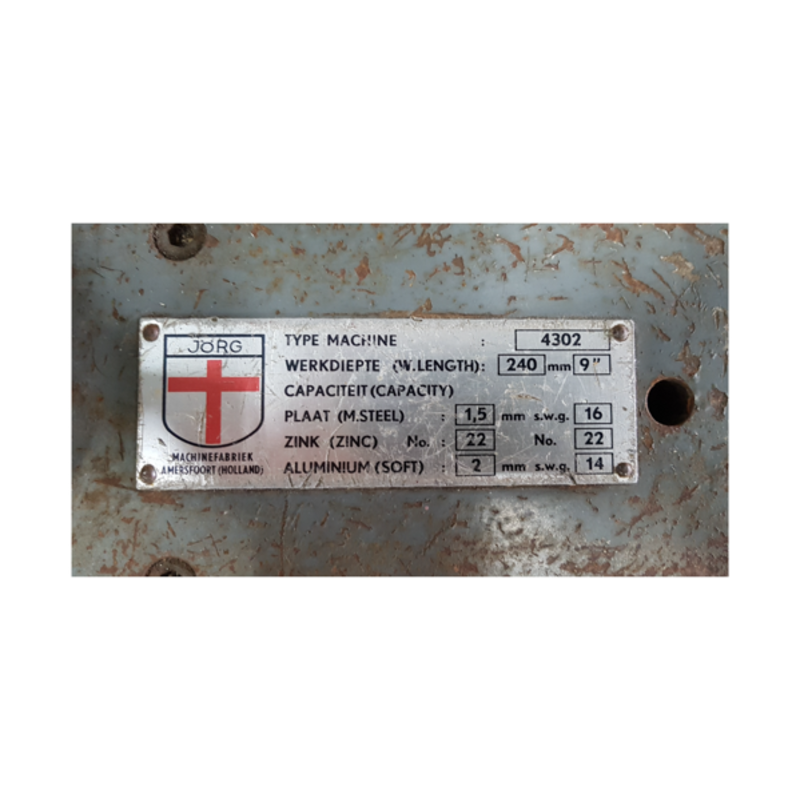 JÖRG
MACHINEFABRIEK
AMERSFOORT (HOLLAND)
TYPE MACHINE : 4302
WERKDIEPTE (W.LENGTH): 240 mm 9"
CAPACITEIT (CAPACITY)
PLAAT (M.STEEL) : 1,5 mm s.w.g. 16
ZINK (ZINC) No. : 22 No. 22
ALUMINIUM (SOFT) : 2 mm s.w.g. 14